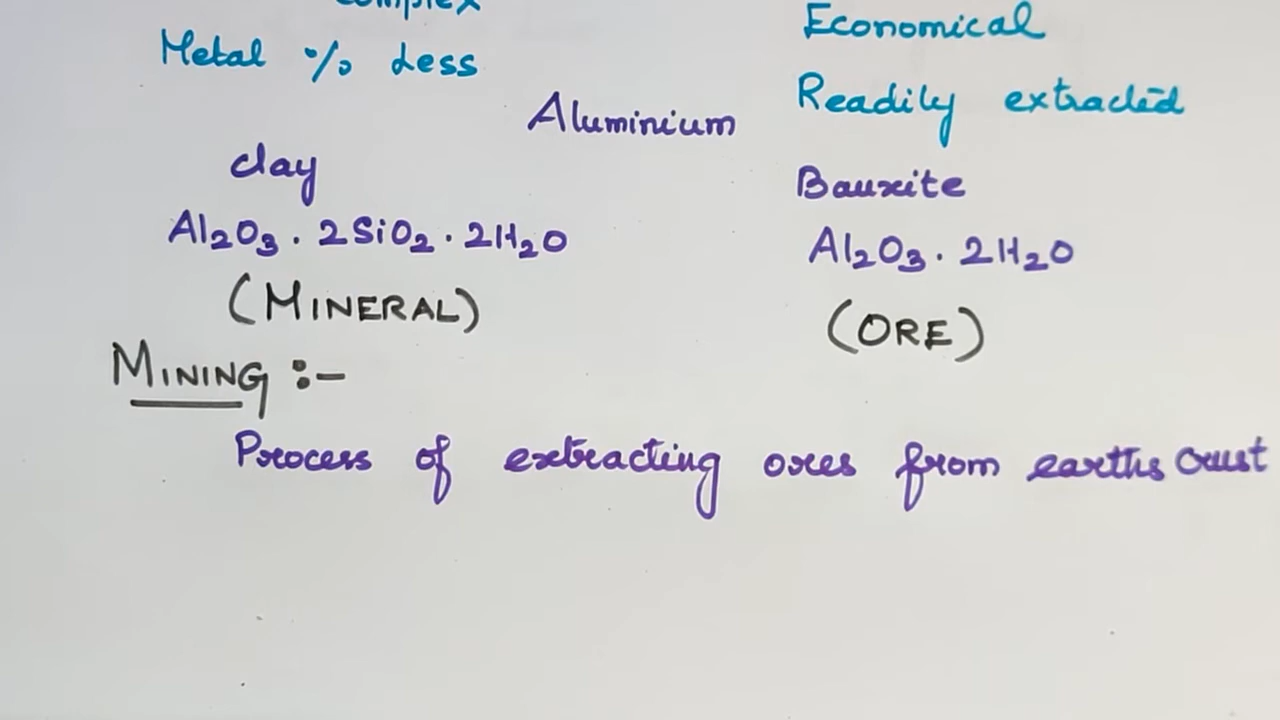 complex
Metal % Less
Economical
Readily extracted
Aluminium
clay
Al₂O₃ . 2SiO₂ . 2H₂O
(MINERAL)
Bauxite
Al₂O₃ . 2H₂O
(ORE)
MINING :-
Process of extracting ores from earths crust